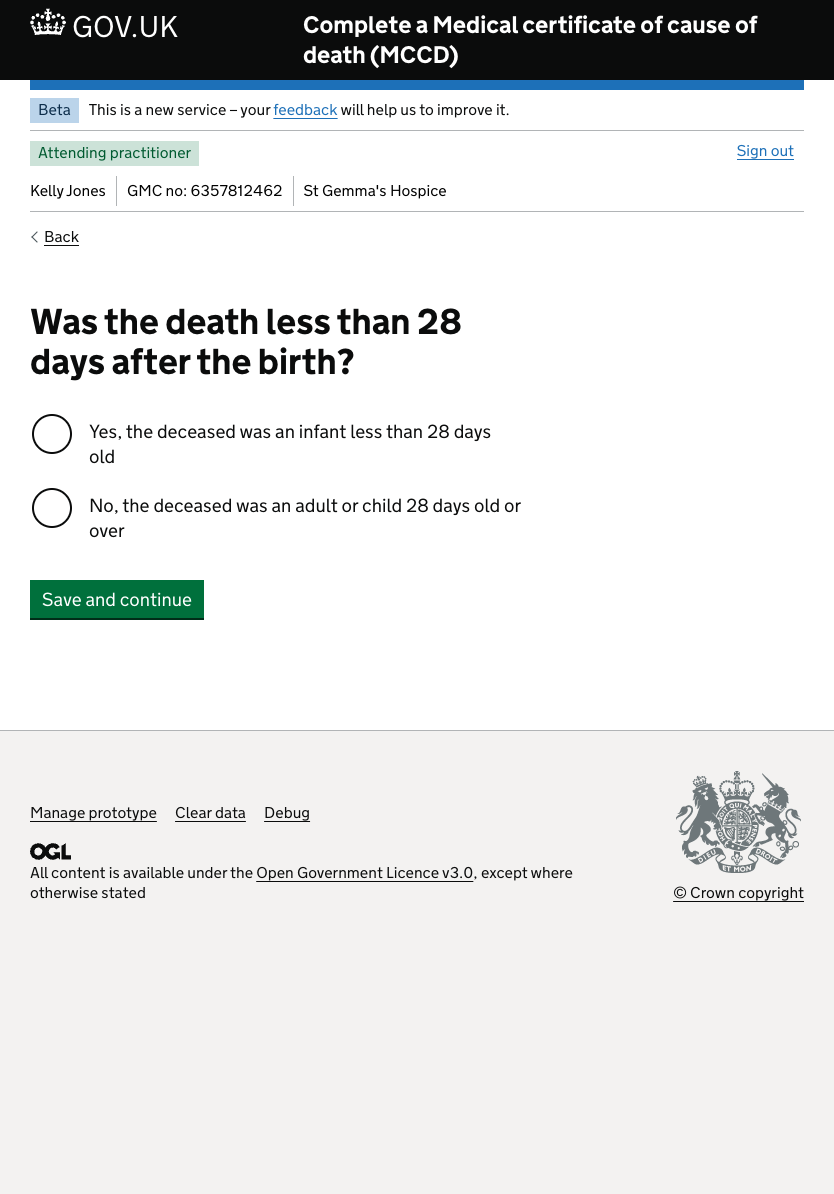 GOV.UK
Complete a Medical certificate of cause of
death (MCCD)
Beta This is a new service – your feedback will help us to improve it.
Attending practitioner
Sign out
Kelly Jones GMC no: 6357812462 St Gemma's Hospice
Back
Was the death less than 28
days after the birth?
Yes, the deceased was an infant less than 28 days
old
No, the deceased was an adult or child 28 days old or
over
Save and continue
Manage prototype Clear data Debug
OGL
All content is available under the Open Government Licence v3.0, except where
otherwise stated
DIEU ET MON DROIT
© Crown copyright